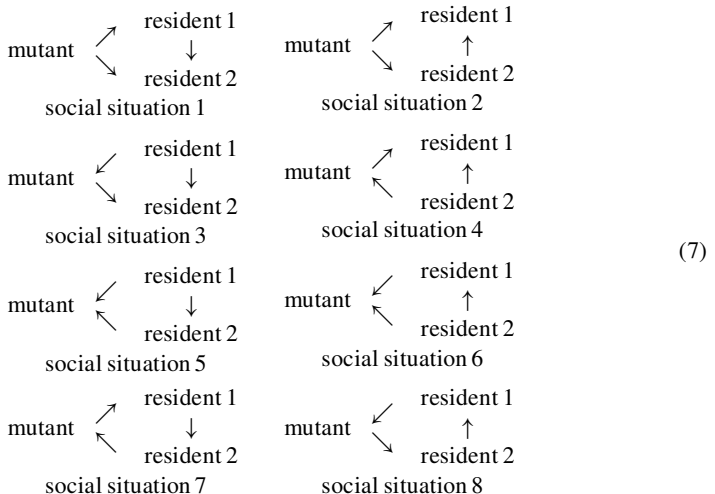 resident 1 resident 1
mutant ↗ ↓ mutant ↗ ↑
↘ resident 2 ↘ resident 2
social situation 1 social situation 2
resident 1 resident 1
mutant ↙ ↓ mutant ↗ ↑
↘ resident 2 ↖ resident 2
social situation 3 social situation 4
(7)
resident 1 resident 1
mutant ↙ ↓ mutant ↙ ↑
↖ resident 2 ↖ resident 2
social situation 5 social situation 6
resident 1 resident 1
mutant ↗ ↓ mutant ↙ ↑
↖ resident 2 ↘ resident 2
social situation 7 social situation 8